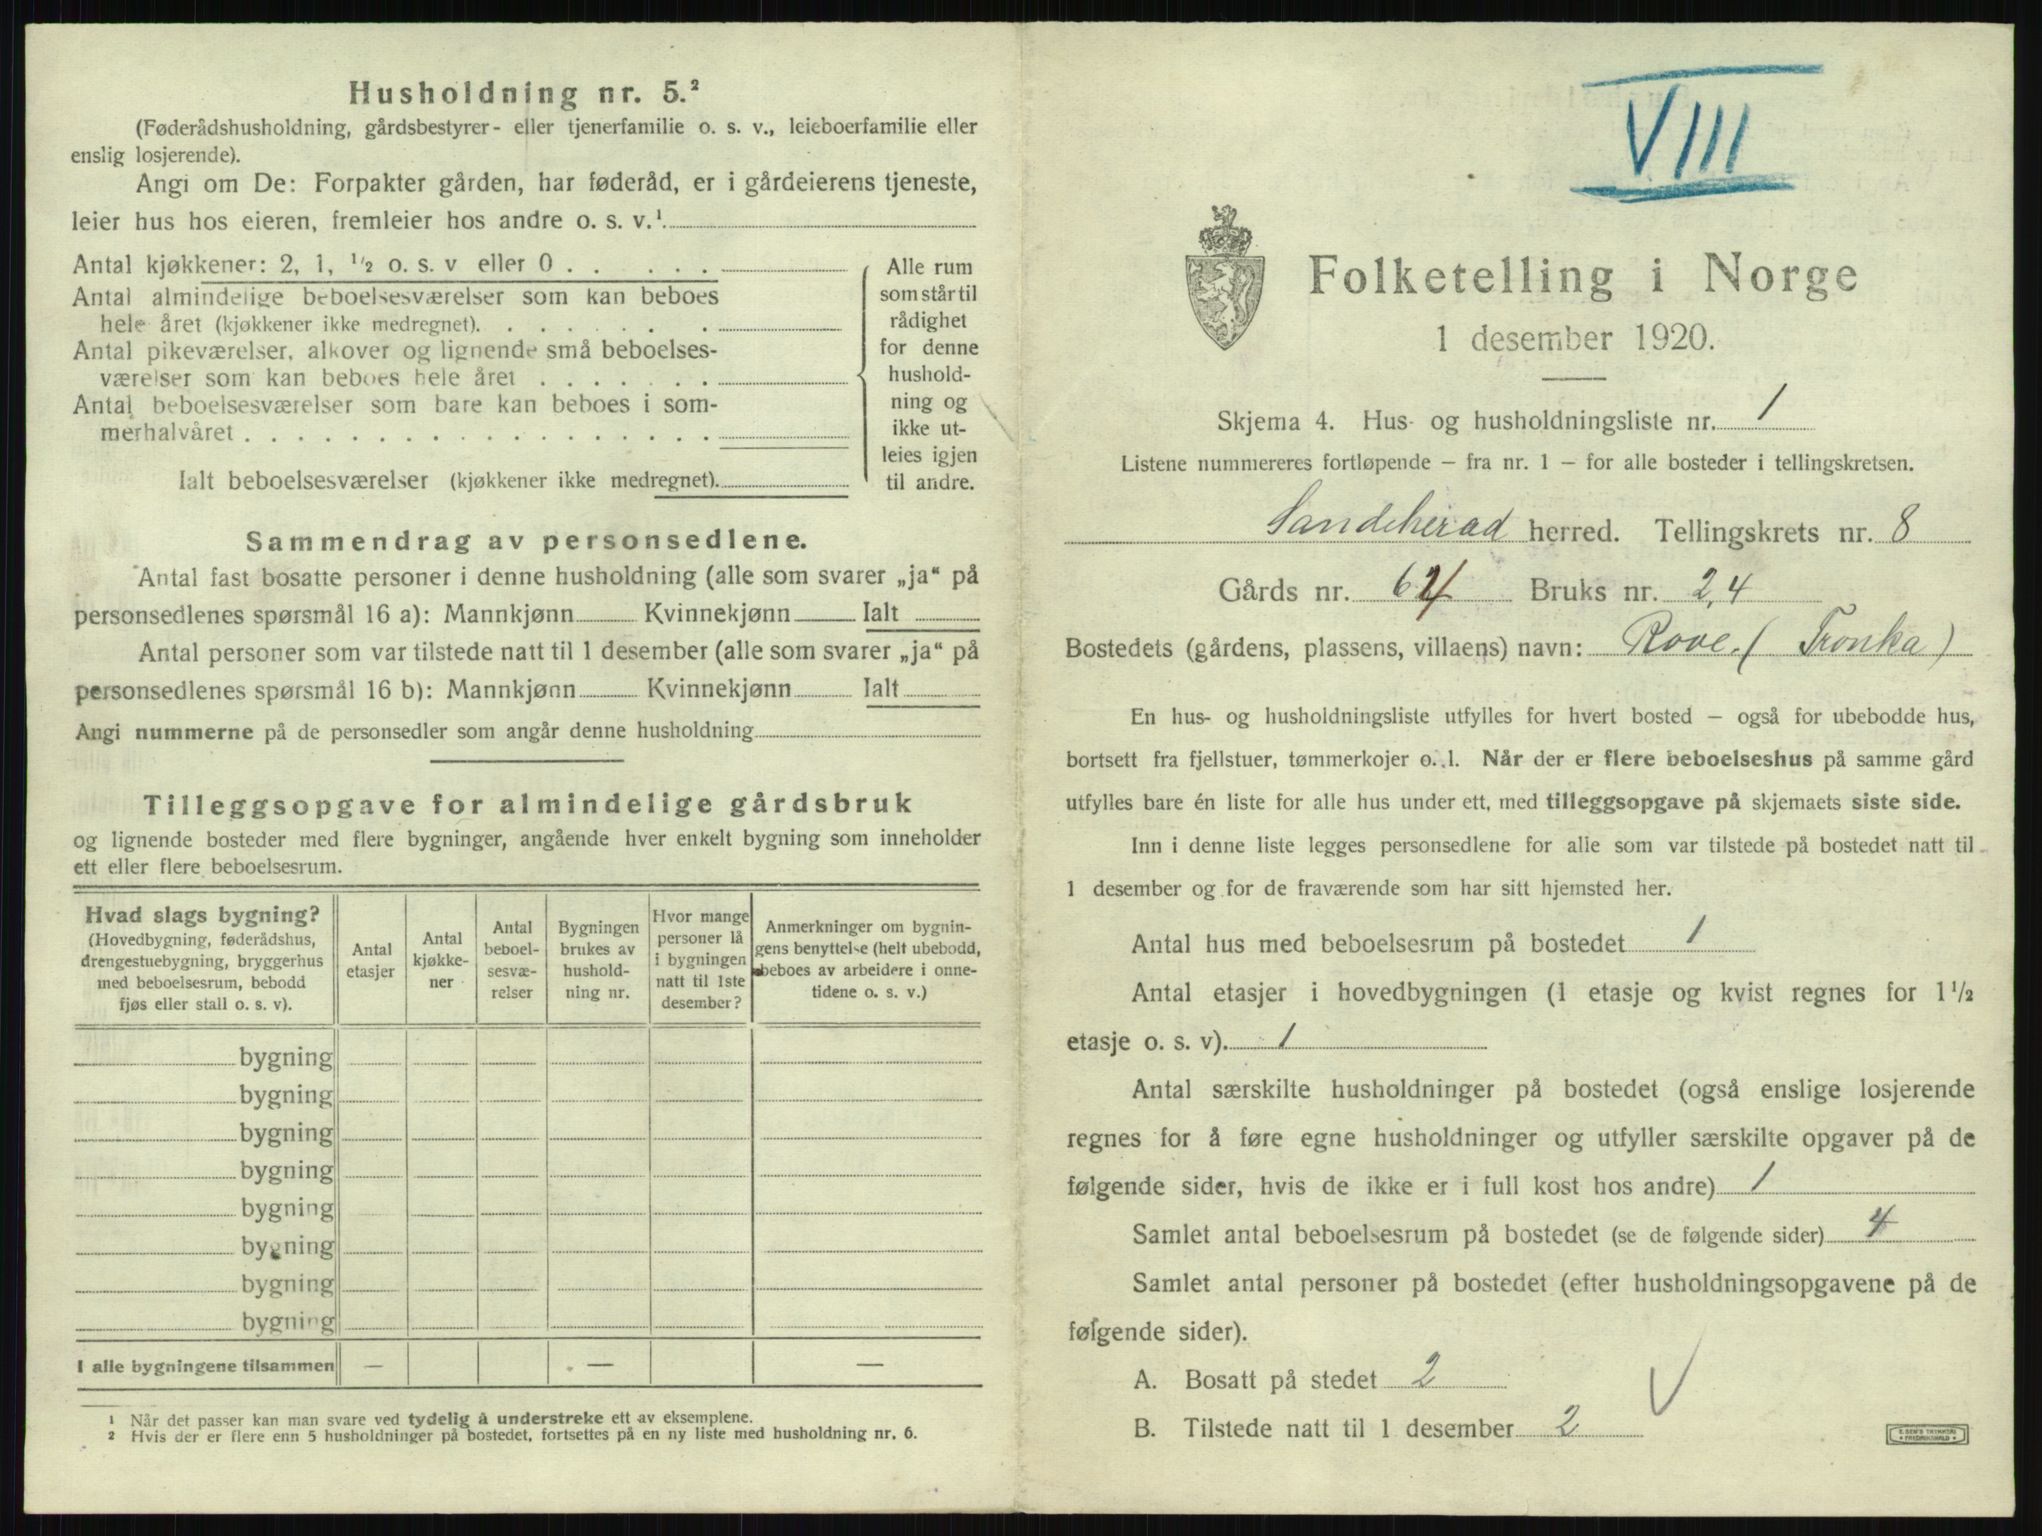 Husholdning nr. 5.²
(Føderådshusholdning, gårdsbestyrer- eller tjenerfamilie o. s. v., leieboerfamilie eller
enslig losjerende).
Angi om De: Forpakter gården, har føderåd, er i gårdeierens tjeneste,
leier hus hos eieren, fremleier hos andre o. s. v.¹
Antal kjøkkener: 2, 1, ½ o. s. v eller 0 . . . . . .
Antal almindelige beboelsesværelser som kan beboes
hele året (kjøkkener ikke medregnet). . . . . . . .
Antal pikeværelser, alkover og lignende små beboelses-
værelser som kan beboes hele året . . . . . . .
Antal beboelsesværelser som bare kan beboes i som-
merhalvåret . . . . . . . . . . . . . . . . . .
Ialt beboelsesværelser (kjøkkener ikke medregnet).
Alle rum
som står til
rådighet
for denne
hushold-
ning og
ikke ut-
leies igjen
til andre.
Sammendrag av personsedlene.
Antal fast bosatte personer i denne husholdning (alle som svarer „ja“ på
personsedlenes spørsmål 16 a): Mannkjønn Kvinnekjønn Ialt
Antal personer som var tilstede natt til 1 desember (alle som svarer „ja“ på
personsedlenes spørsmål 16 b): Mannkjønn Kvinnekjønn Ialt
Angi nummerne på de personsedler som angår denne husholdning
Tilleggsopgave for almindelige gårdsbruk
og lignende bosteder med flere bygninger, angående hver enkelt bygning som inneholder
ett eller flere beboelsesrum.
Hvad slags bygning?
(Hovedbygning, føderådshus,
drengestuebygning, bryggerhus
med beboelsesrum, bebodd
fjøs eller stall o. s. v).
Antal
etasjer
Antal
kjøkke-
ner
Antal
beboel-
sesvæ-
relser
Bygningen
brukes av
hushold-
ning nr.
Hvor mange
personer lå
i bygningen
natt til 1ste
desember?
Anmerkninger om bygnin-
gens benyttelse (helt ubebodd,
beboes av arbeidere i onne-
tidene o. s. v.)
bygning
bygning
bygning
bygning
bygning
bygning
bygning
bygning
I alle bygningene tilsammen — — —
¹ Når det passer kan man svare ved tydelig å understreke ett av eksemplene.
² Hvis der er flere enn 5 husholdninger på bostedet, fortsettes på en ny liste med husholdning nr. 6.
VIII
Folketelling i Norge
1 desember 1920.
Skjema 4. Hus- og husholdningsliste nr. 1
Listene nummereres fortløpende – fra nr. 1 – for alle bosteder i tellingskretsen.
Sandeherad herred. Tellingskrets nr. 8
Gårds nr. 64 Bruks nr. 2,4
Bostedets (gårdens, plassens, villaens) navn: Rove. (Tronka)
En hus- og husholdningsliste utfylles for hvert bosted – også for ubebodde hus,
bortsett fra fjellstuer, tømmerkojer o. l. Når der er flere beboelseshus på samme gård
utfylles bare én liste for alle hus under ett, med tilleggsopgave på skjemaets siste side.
Inn i denne liste legges personsedlene for alle som var tilstede på bostedet natt til
1 desember og for de fraværende som har sitt hjemsted her.
Antal hus med beboelsesrum på bostedet 1
Antal etasjer i hovedbygningen (1 etasje og kvist regnes for 1½
etasje o. s. v). 1
Antal særskilte husholdninger på bostedet (også enslige losjerende
regnes for å føre egne husholdninger og utfyller særskilte opgaver på de
følgende sider, hvis de ikke er i full kost hos andre) 1
Samlet antal beboelsesrum på bostedet (se de følgende sider) 4
Samlet antal personer på bostedet (efter husholdningsopgavene på de
følgende sider).
A. Bosatt på stedet 2
B. Tilstede natt til 1 desember 2